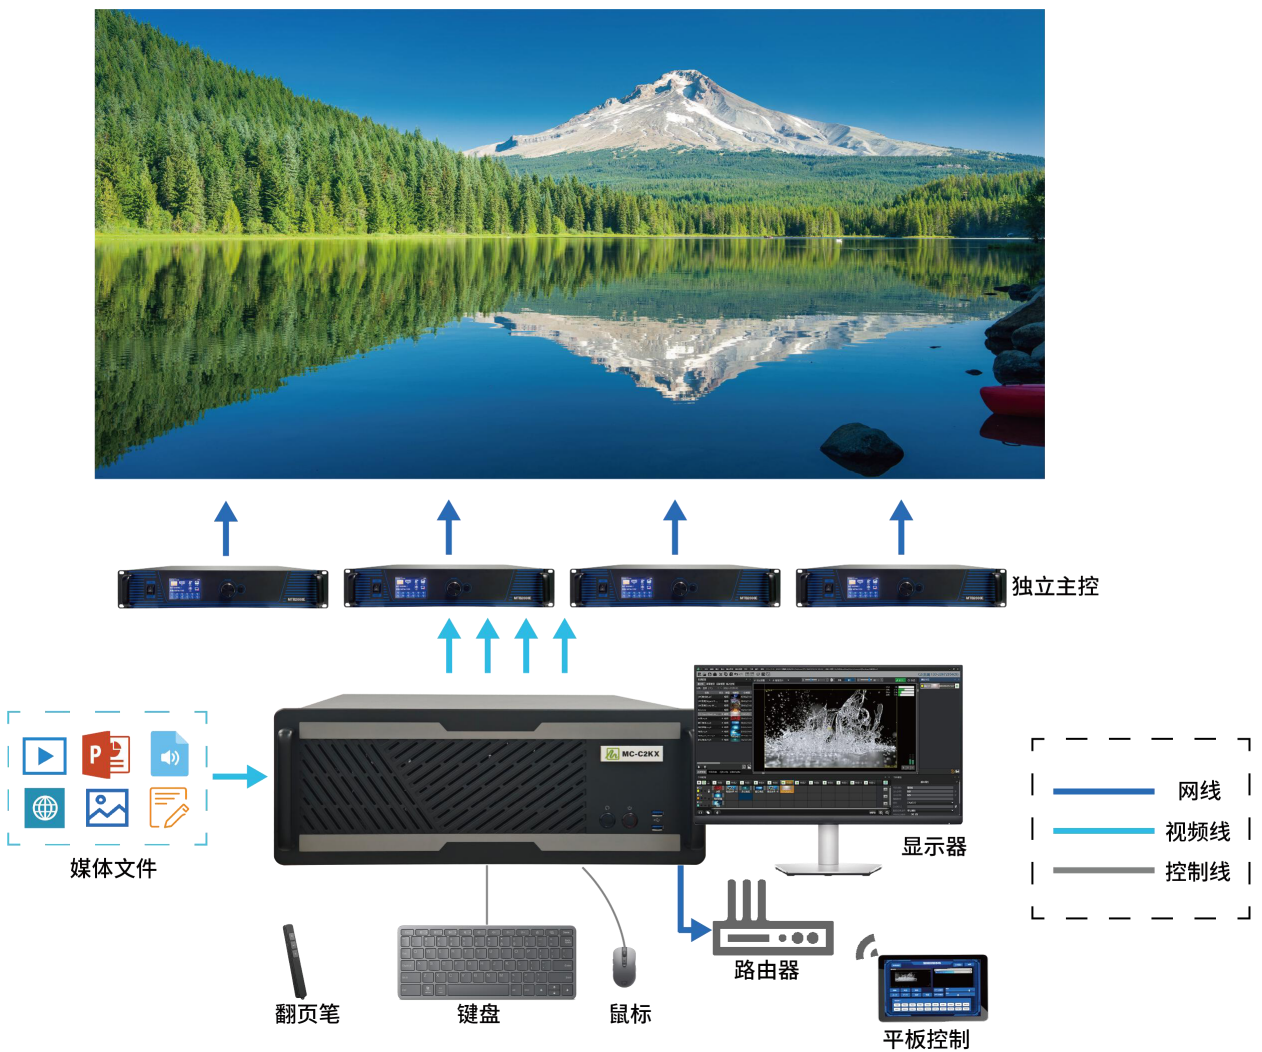 独立主控
MC-C2KX
P
媒体文件
显示器
网线
视频线
控制线
路由器
翻页笔
键盘
鼠标
平板控制